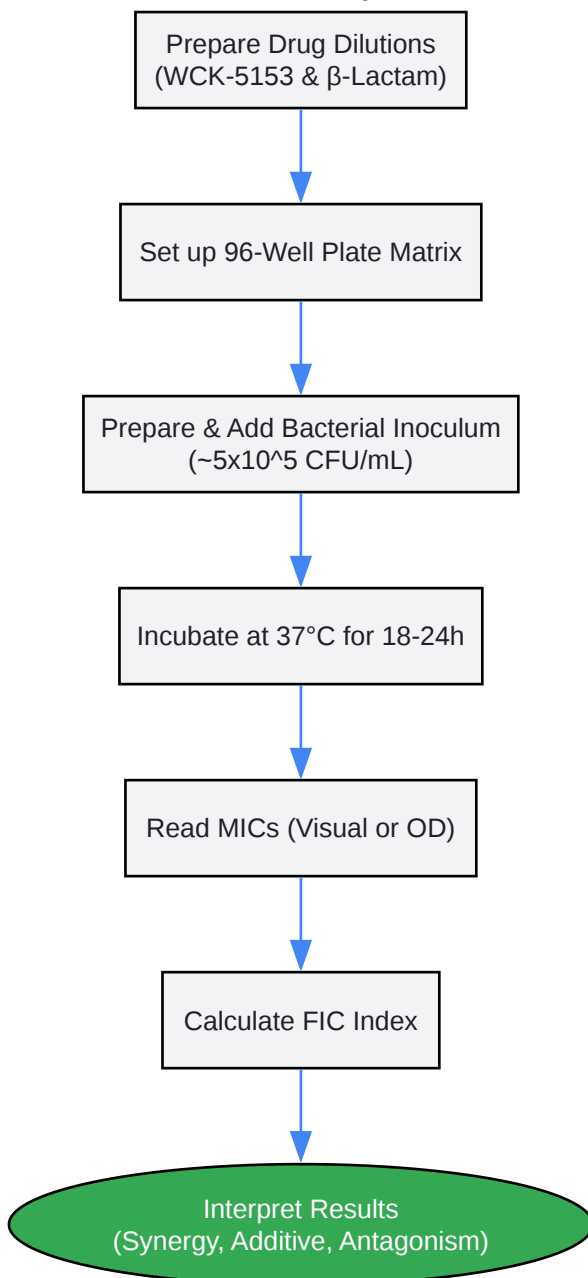 Prepare Drug Dilutions
(WCK-5153 & β-Lactam)
Set up 96-Well Plate Matrix
Prepare & Add Bacterial Inoculum
(~5x10^5 CFU/mL)
Incubate at 37°C for 18-24h
Read MICs (Visual or OD)
Calculate FIC Index
Interpret Results
(Synergy, Additive, Antagonism)